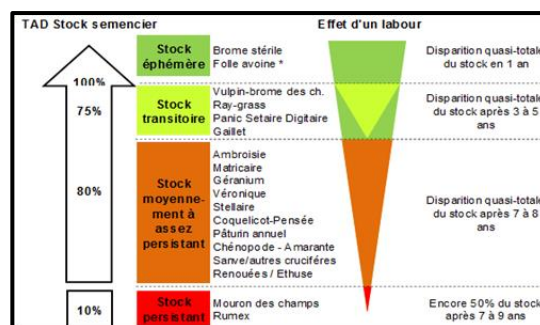 TAD Stock semencier
Effet d'un labour
100%
75%
80%
10%
Stock
éphémère
Brome stérile
Folle avoine *
Disparition quasi-totale
du stock en 1 an
Stock
transitoire
Vulpin-brome des ch.
Ray-grass
Panic Setaire Digitaire
Gaillet
Disparition quasi-totale
du stock après 3 à 5
ans
Stock
moyenne-
ment à
assez
persistant
Ambroisie
Matricaire
Géranium
Véronique
Stellaire
Coquelicot-Pensée
Pâturin annuel
Chénopode - Amarante
Sanve/autres crucifères
Renouées / Ethuse
Disparition quasi-totale
du stock après 7 à 8
ans
Stock
persistant
Mouron des champs
Rumex
Encore 50% du stock
après 7 à 9 ans